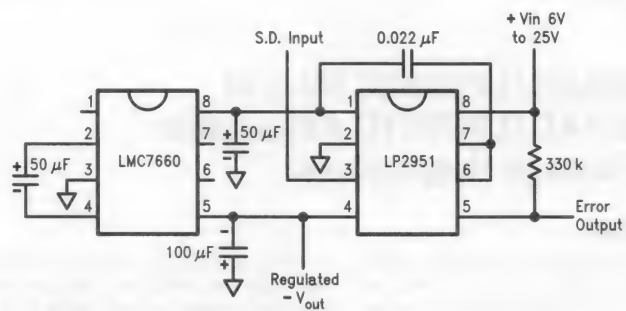 + Vin 6V
to 25V
S.D. Input
0.022 µF
1
8
1
8
2
7
50 µF
2
7
50 µF
LMC7660
LP2951
330 k
3
6
3
6
4
5
4
5
Error
Output
100 µF
Regulated
− Vout